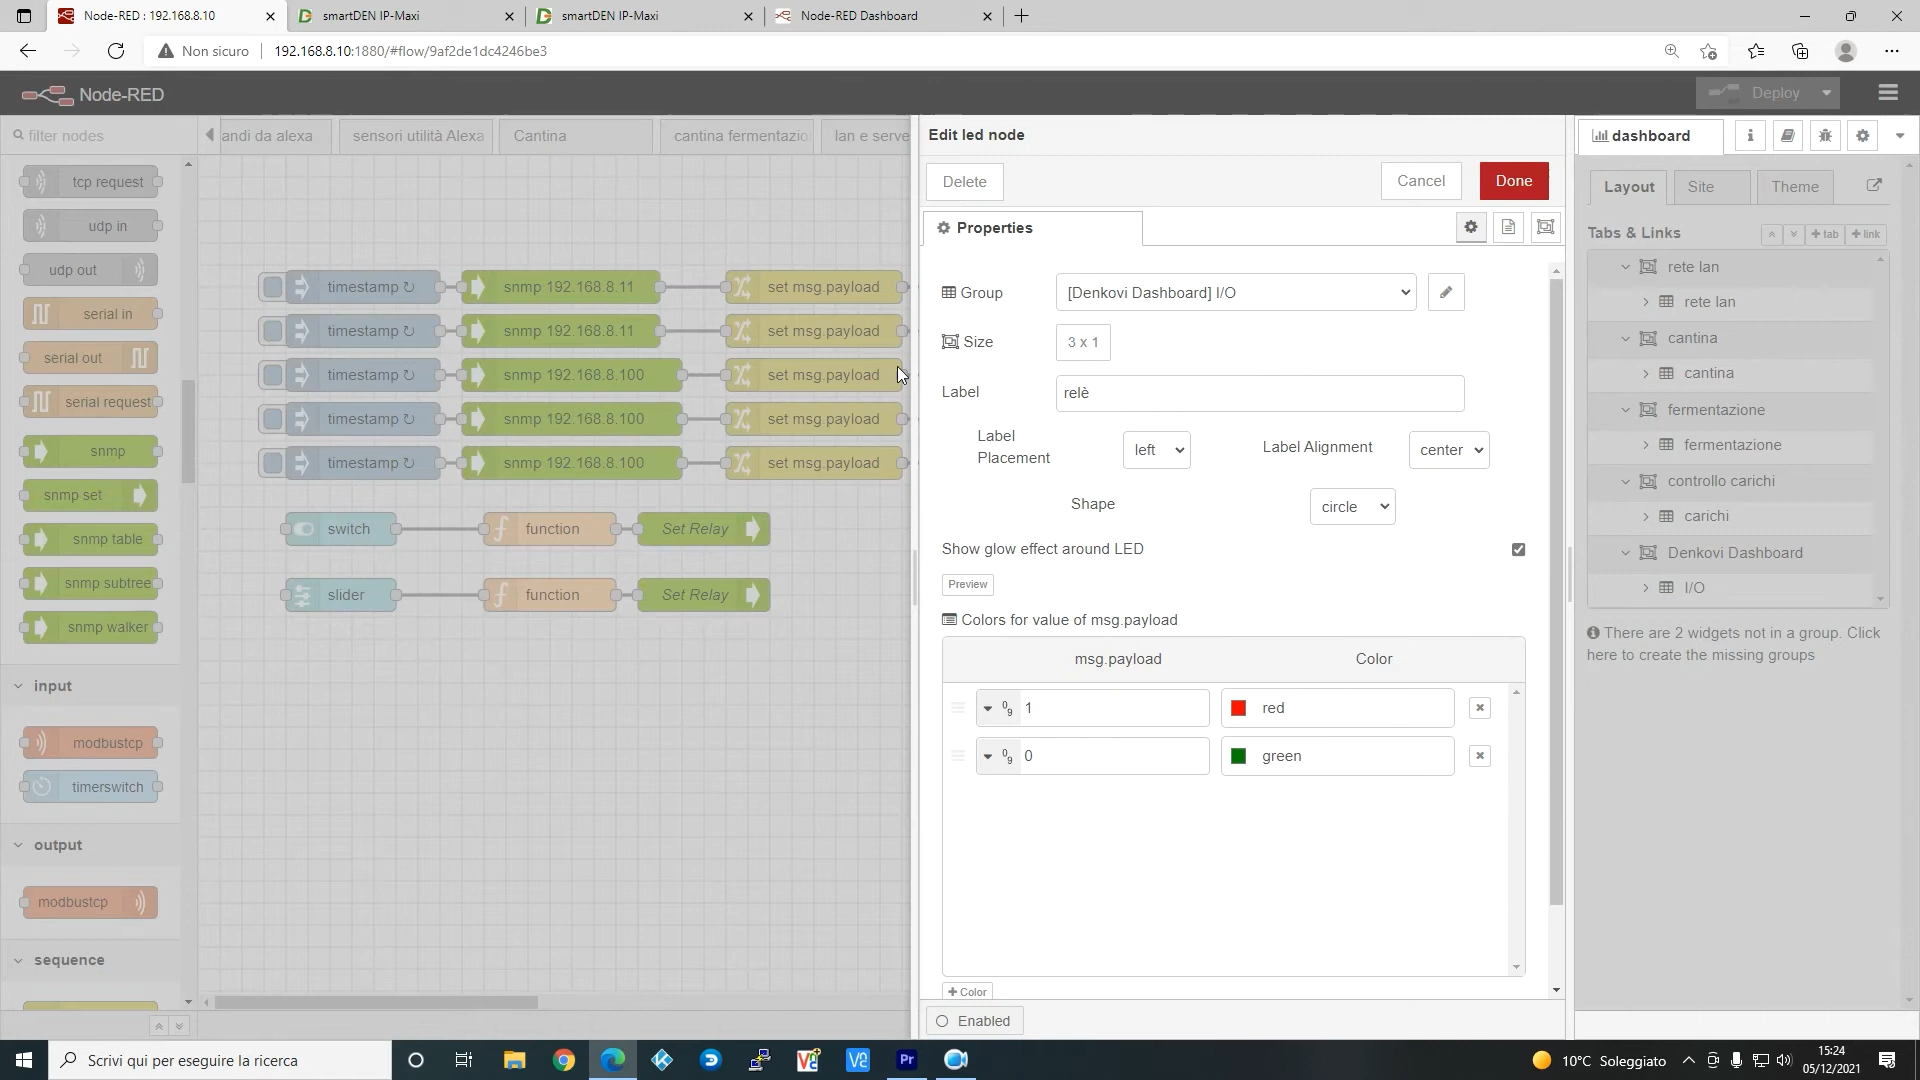 Node-RED : 192.168.8.10
smartDEN IP-Maxi
smartDEN IP-Maxi
Node-RED Dashboard
Non sicuro
192.168.8.10:1880/#flow/9af2de1dc4246be3
Node-RED
Deploy
filter nodes
andi da alexa
sensori utilità Alexa
Cantina
cantina fermentazio
lan e serve
Edit led node
dashboard
i
Delete
Cancel
Done
Layout
Site
Theme
Properties
Tabs & Links
+ tab
+ link
tcp request
udp in
udp out
serial in
serial out
serial request
snmp
snmp set
snmp table
snmp subtree
snmp walker
input
modbustcp
timerswitch
output
modbustcp
sequence
timestamp ↻
snmp 192.168.8.11
set msg.payload
timestamp ↻
snmp 192.168.8.11
set msg.payload
timestamp ↻
snmp 192.168.8.100
set msg.payload
timestamp ↻
snmp 192.168.8.100
set msg.payload
timestamp ↻
snmp 192.168.8.100
set msg.payload
switch
function
Set Relay
slider
function
Set Relay
Group
[Denkovi Dashboard] I/O
Size
3 x 1
Label
relè
Label Placement
left
Label Alignment
center
Shape
circle
Show glow effect around LED
Preview
Colors for value of msg.payload
msg.payload
Color
1
red
0
green
+ Color
Enabled
rete lan
rete lan
cantina
cantina
fermentazione
fermentazione
controllo carichi
carichi
Denkovi Dashboard
I/O
There are 2 widgets not in a group. Click
here to create the missing groups
Scrivi qui per eseguire la ricerca
Pr
10°C Soleggiato
15:24
05/12/2021